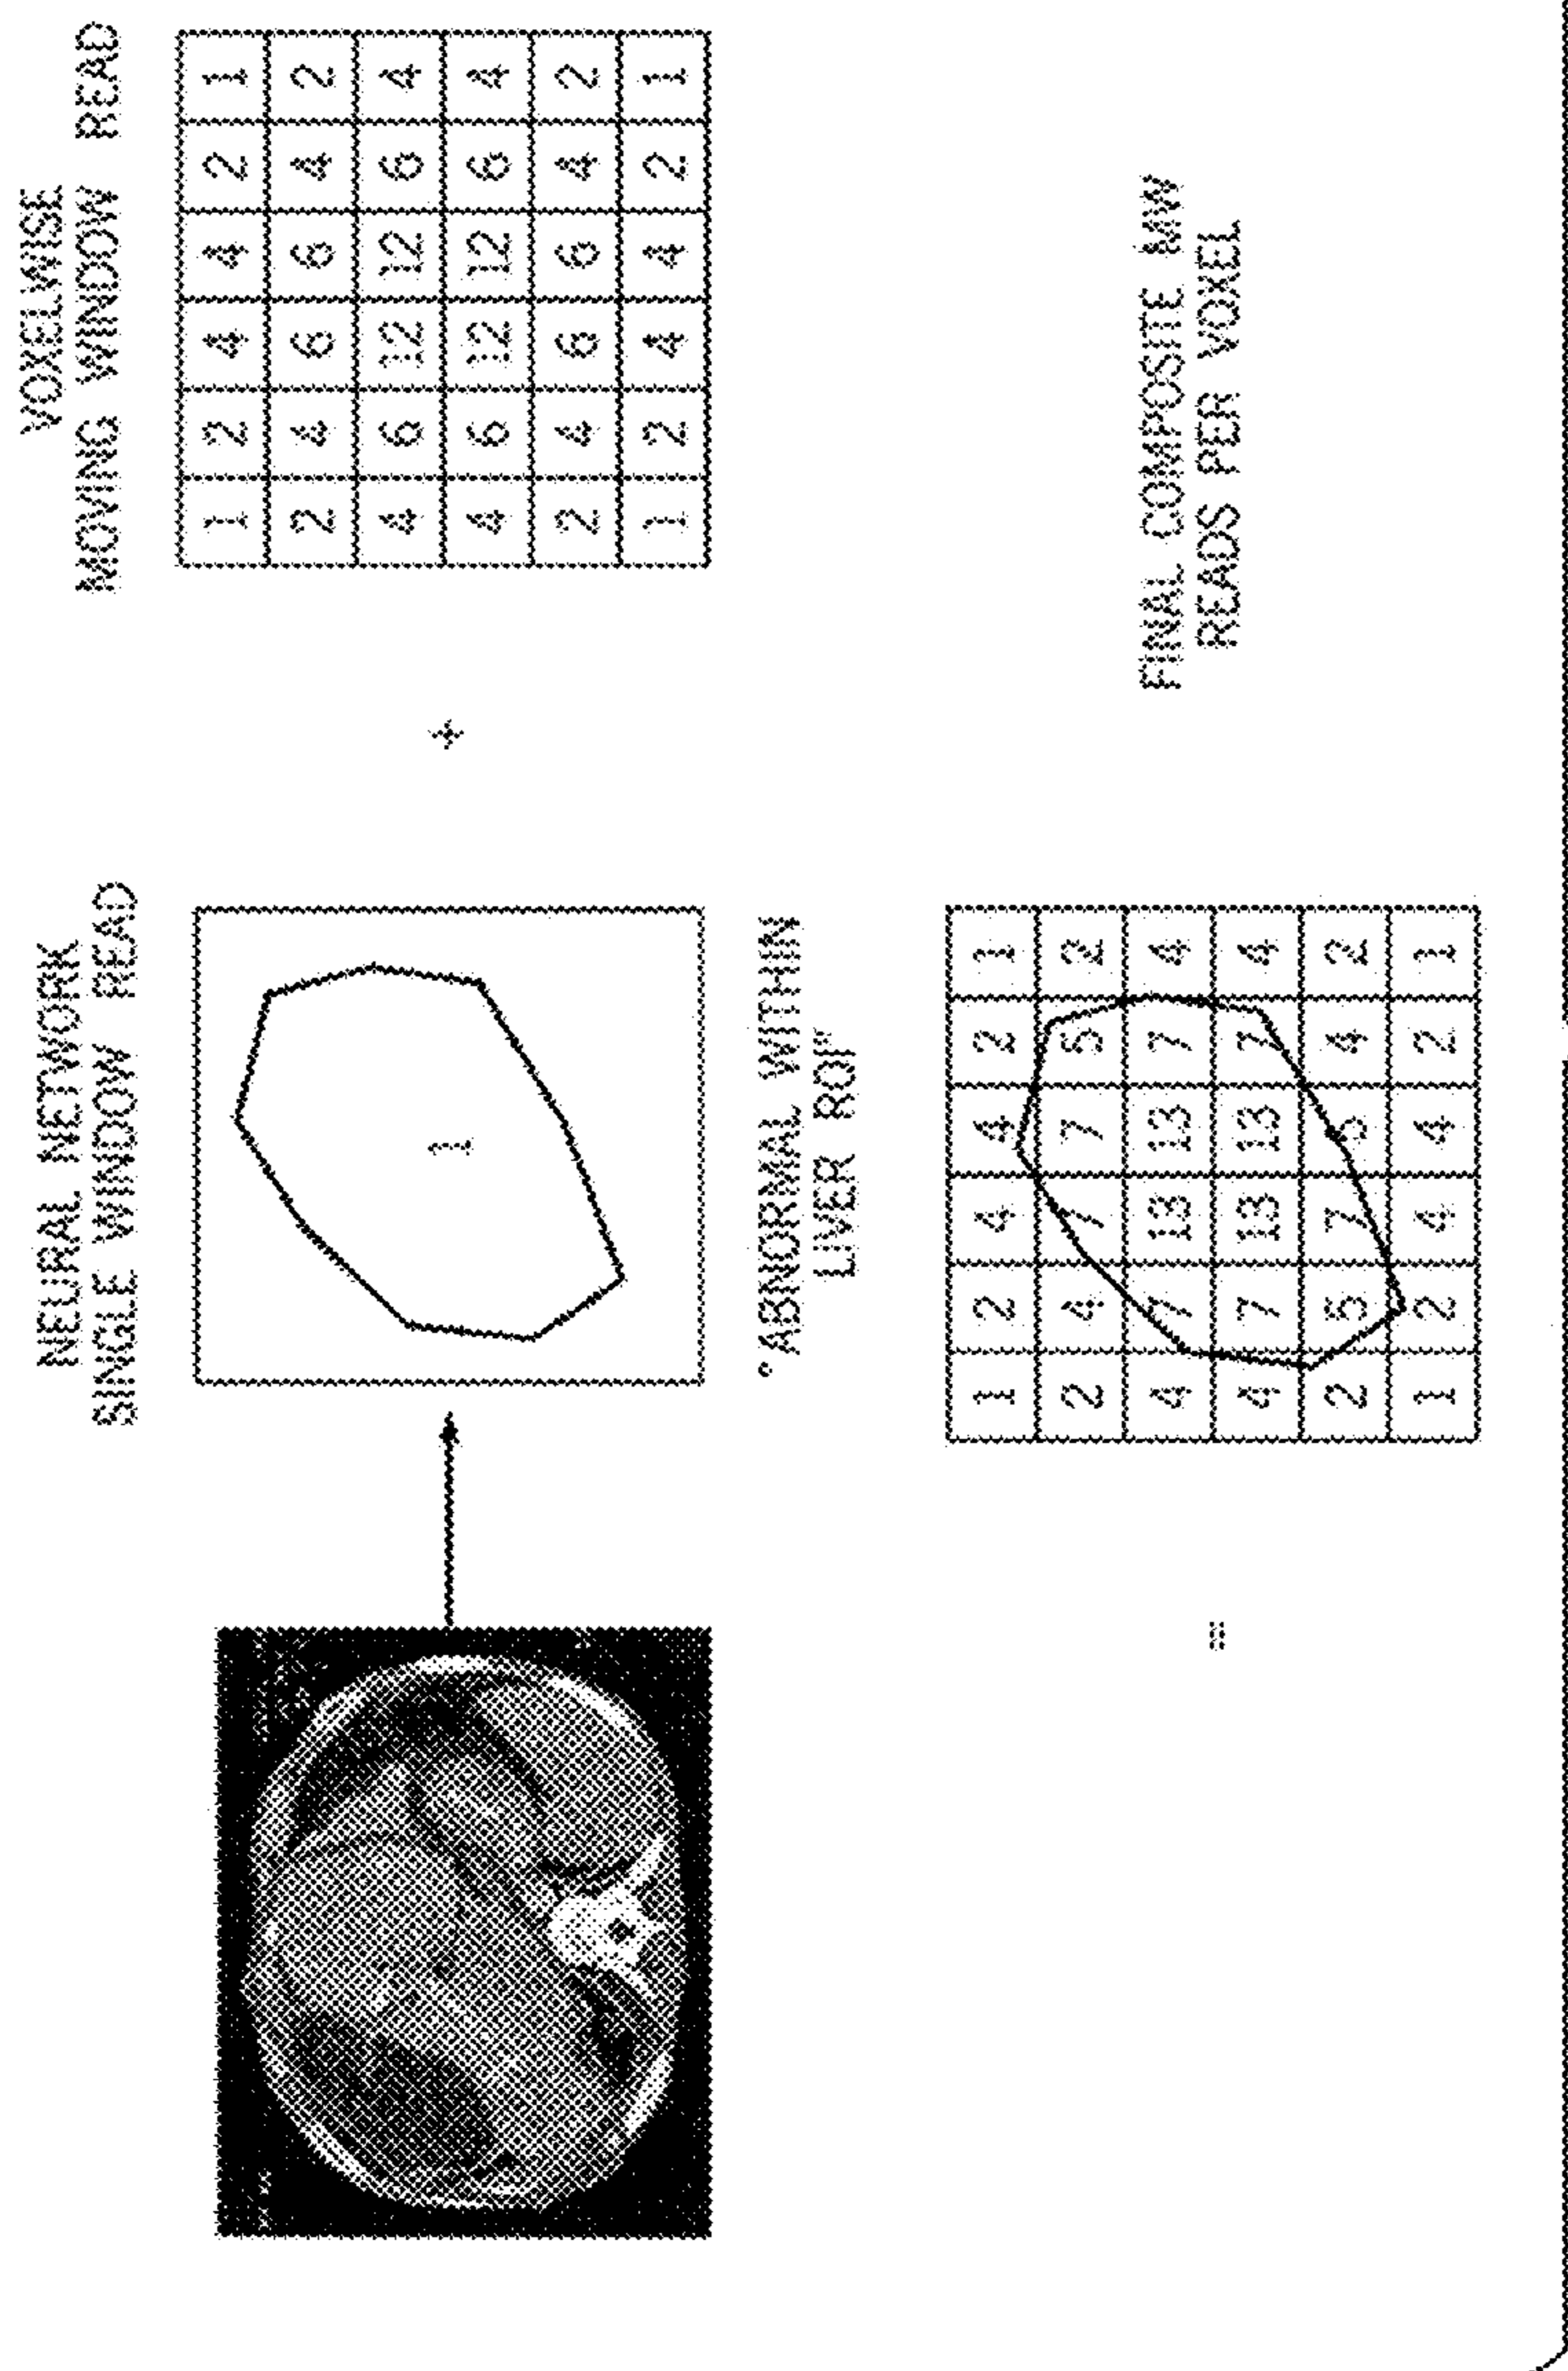 NEURAL NETWORK
SINGLE WINDOW READ
1
"ABNORMAL WITHIN
LIVER ROI"
+
VOXELWISE
MOVING WINDOW READ
1 2 4 4 2 1
2 4 6 6 4 2
4 6 12 12 6 4
4 6 12 12 6 4
2 4 6 6 4 2
1 2 4 4 2 1
=
1 2 4 4 2 1
2 4 7 7 5 2
4 7 13 13 7 4
4 7 13 13 7 4
2 5 7 5 4 2
1 2 4 4 2 1
FINAL COMPOSITE MW
READS PER VOXEL